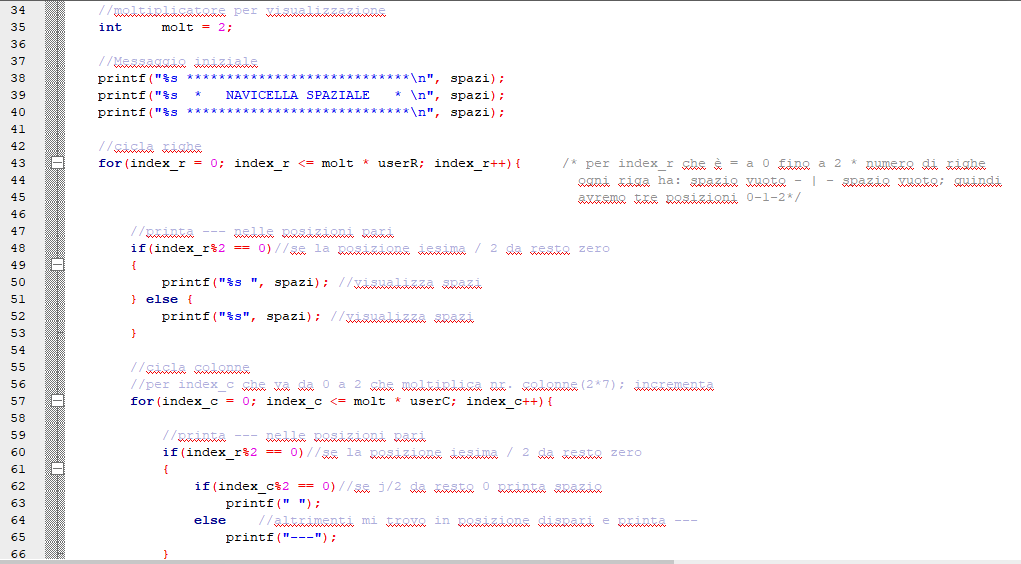 34 //moltiplicatore per visualizzazione
35 int molt = 2;
36
37 //Messaggio iniziale
38 printf("%s ****************************\n", spazi);
39 printf("%s * NAVICELLA SPAZIALE * \n", spazi);
40 printf("%s ****************************\n", spazi);
41
42 //cicla righe
43 for(index_r = 0; index_r <= molt * userR; index_r++){ /* per index_r che è = a 0 fino a 2 * numero di righe
44 ogni riga ha: spazio vuoto - | - spazio vuoto; quindi
45 avremo tre posizioni 0-1-2*/
46
47 //printa --- nelle posizioni pari
48 if(index_r%2 == 0)//se la posizione iesima / 2 da resto zero
49 {
50 printf("%s ", spazi); //visualizza spazi
51 } else {
52 printf("%s", spazi); //visualizza spazi
53 }
54
55 //cicla colonne
56 //per index_c che va da 0 a 2 che moltiplica nr. colonne(2*7); incrementa
57 for(index_c = 0; index_c <= molt * userC; index_c++){
58
59 //printa --- nelle posizioni pari
60 if(index_r%2 == 0)//se la posizione iesima / 2 da resto zero
61 {
62 if(index_c%2 == 0)//se j/2 da resto 0 printa spazio
63 printf(" ");
64 else //altrimenti mi trovo in posizione dispari e printa ---
65 printf("---");
66 }